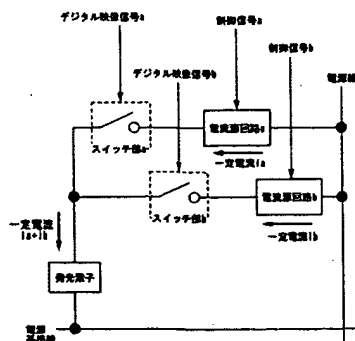 デジタル映像信号a
制御信号a
デジタル映像信号b
制御信号b
電源線
スイッチ部a
電流源回路a
一定電流Ia
スイッチ部b
電流源回路b
一定電流Ib
一定電流
Ia+Ib
発光素子
電源
基準線